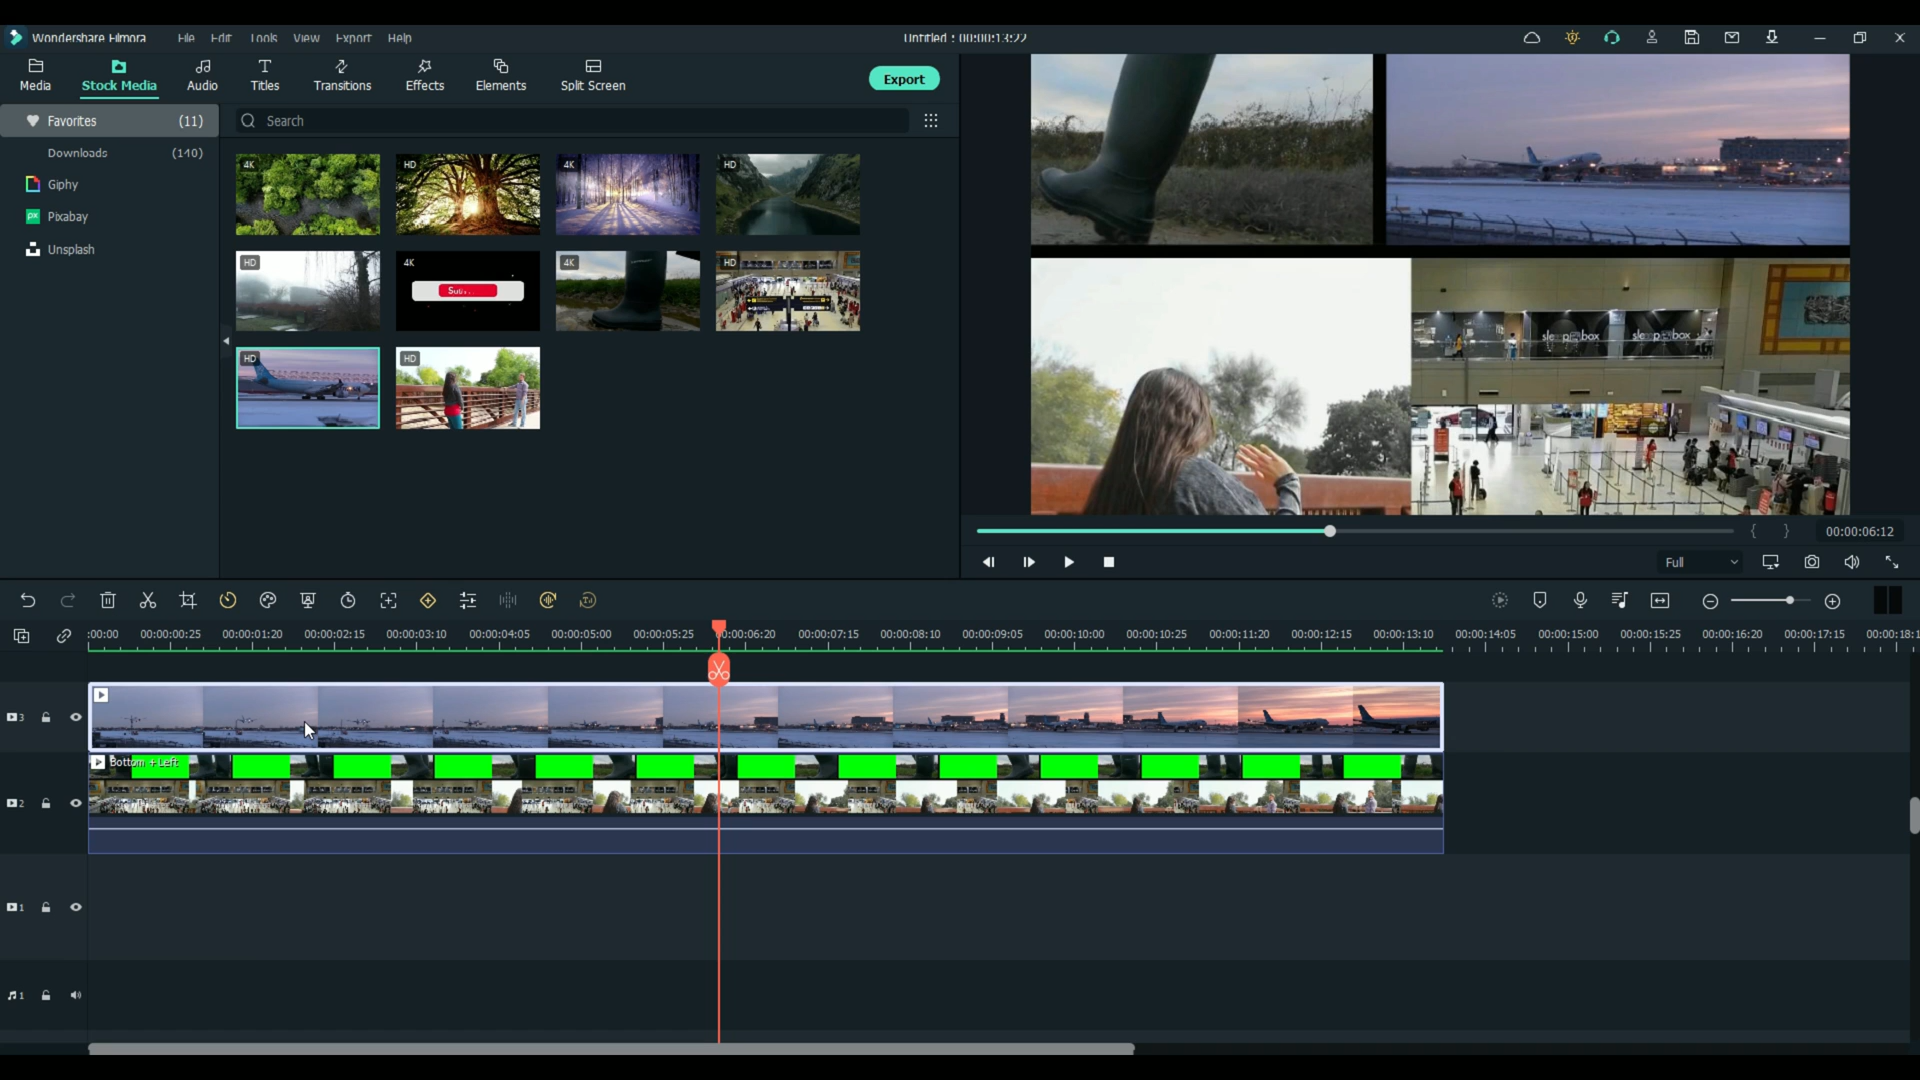 Wondershare Filmora File Edit Tools View Export Help Untitled : 00:00:13:22
Media Stock Media Audio Titles Transitions Effects Elements Split Screen Export
Favorites (11) Search
Downloads (140)
Giphy
Pixabay
Unsplash
4K HD 4K HD
HD 4K 4K HD
HD HD
sleepbox sleepbox
00:00:06:12
Full
:00:00 00:00:00:25 00:00:01:20 00:00:02:15 00:00:03:10 00:00:04:05 00:00:05:00 00:00:05:25 00:00:06:20 00:00:07:15 00:00:08:10 00:00:09:05 00:00:10:00 00:00:10:25 00:00:11:20 00:00:12:15 00:00:13:10 00:00:14:05 00:00:15:00 00:00:15:25 00:00:16:20 00:00:17:15 00:00:18:1
3
Bottom + Left
2
1
1